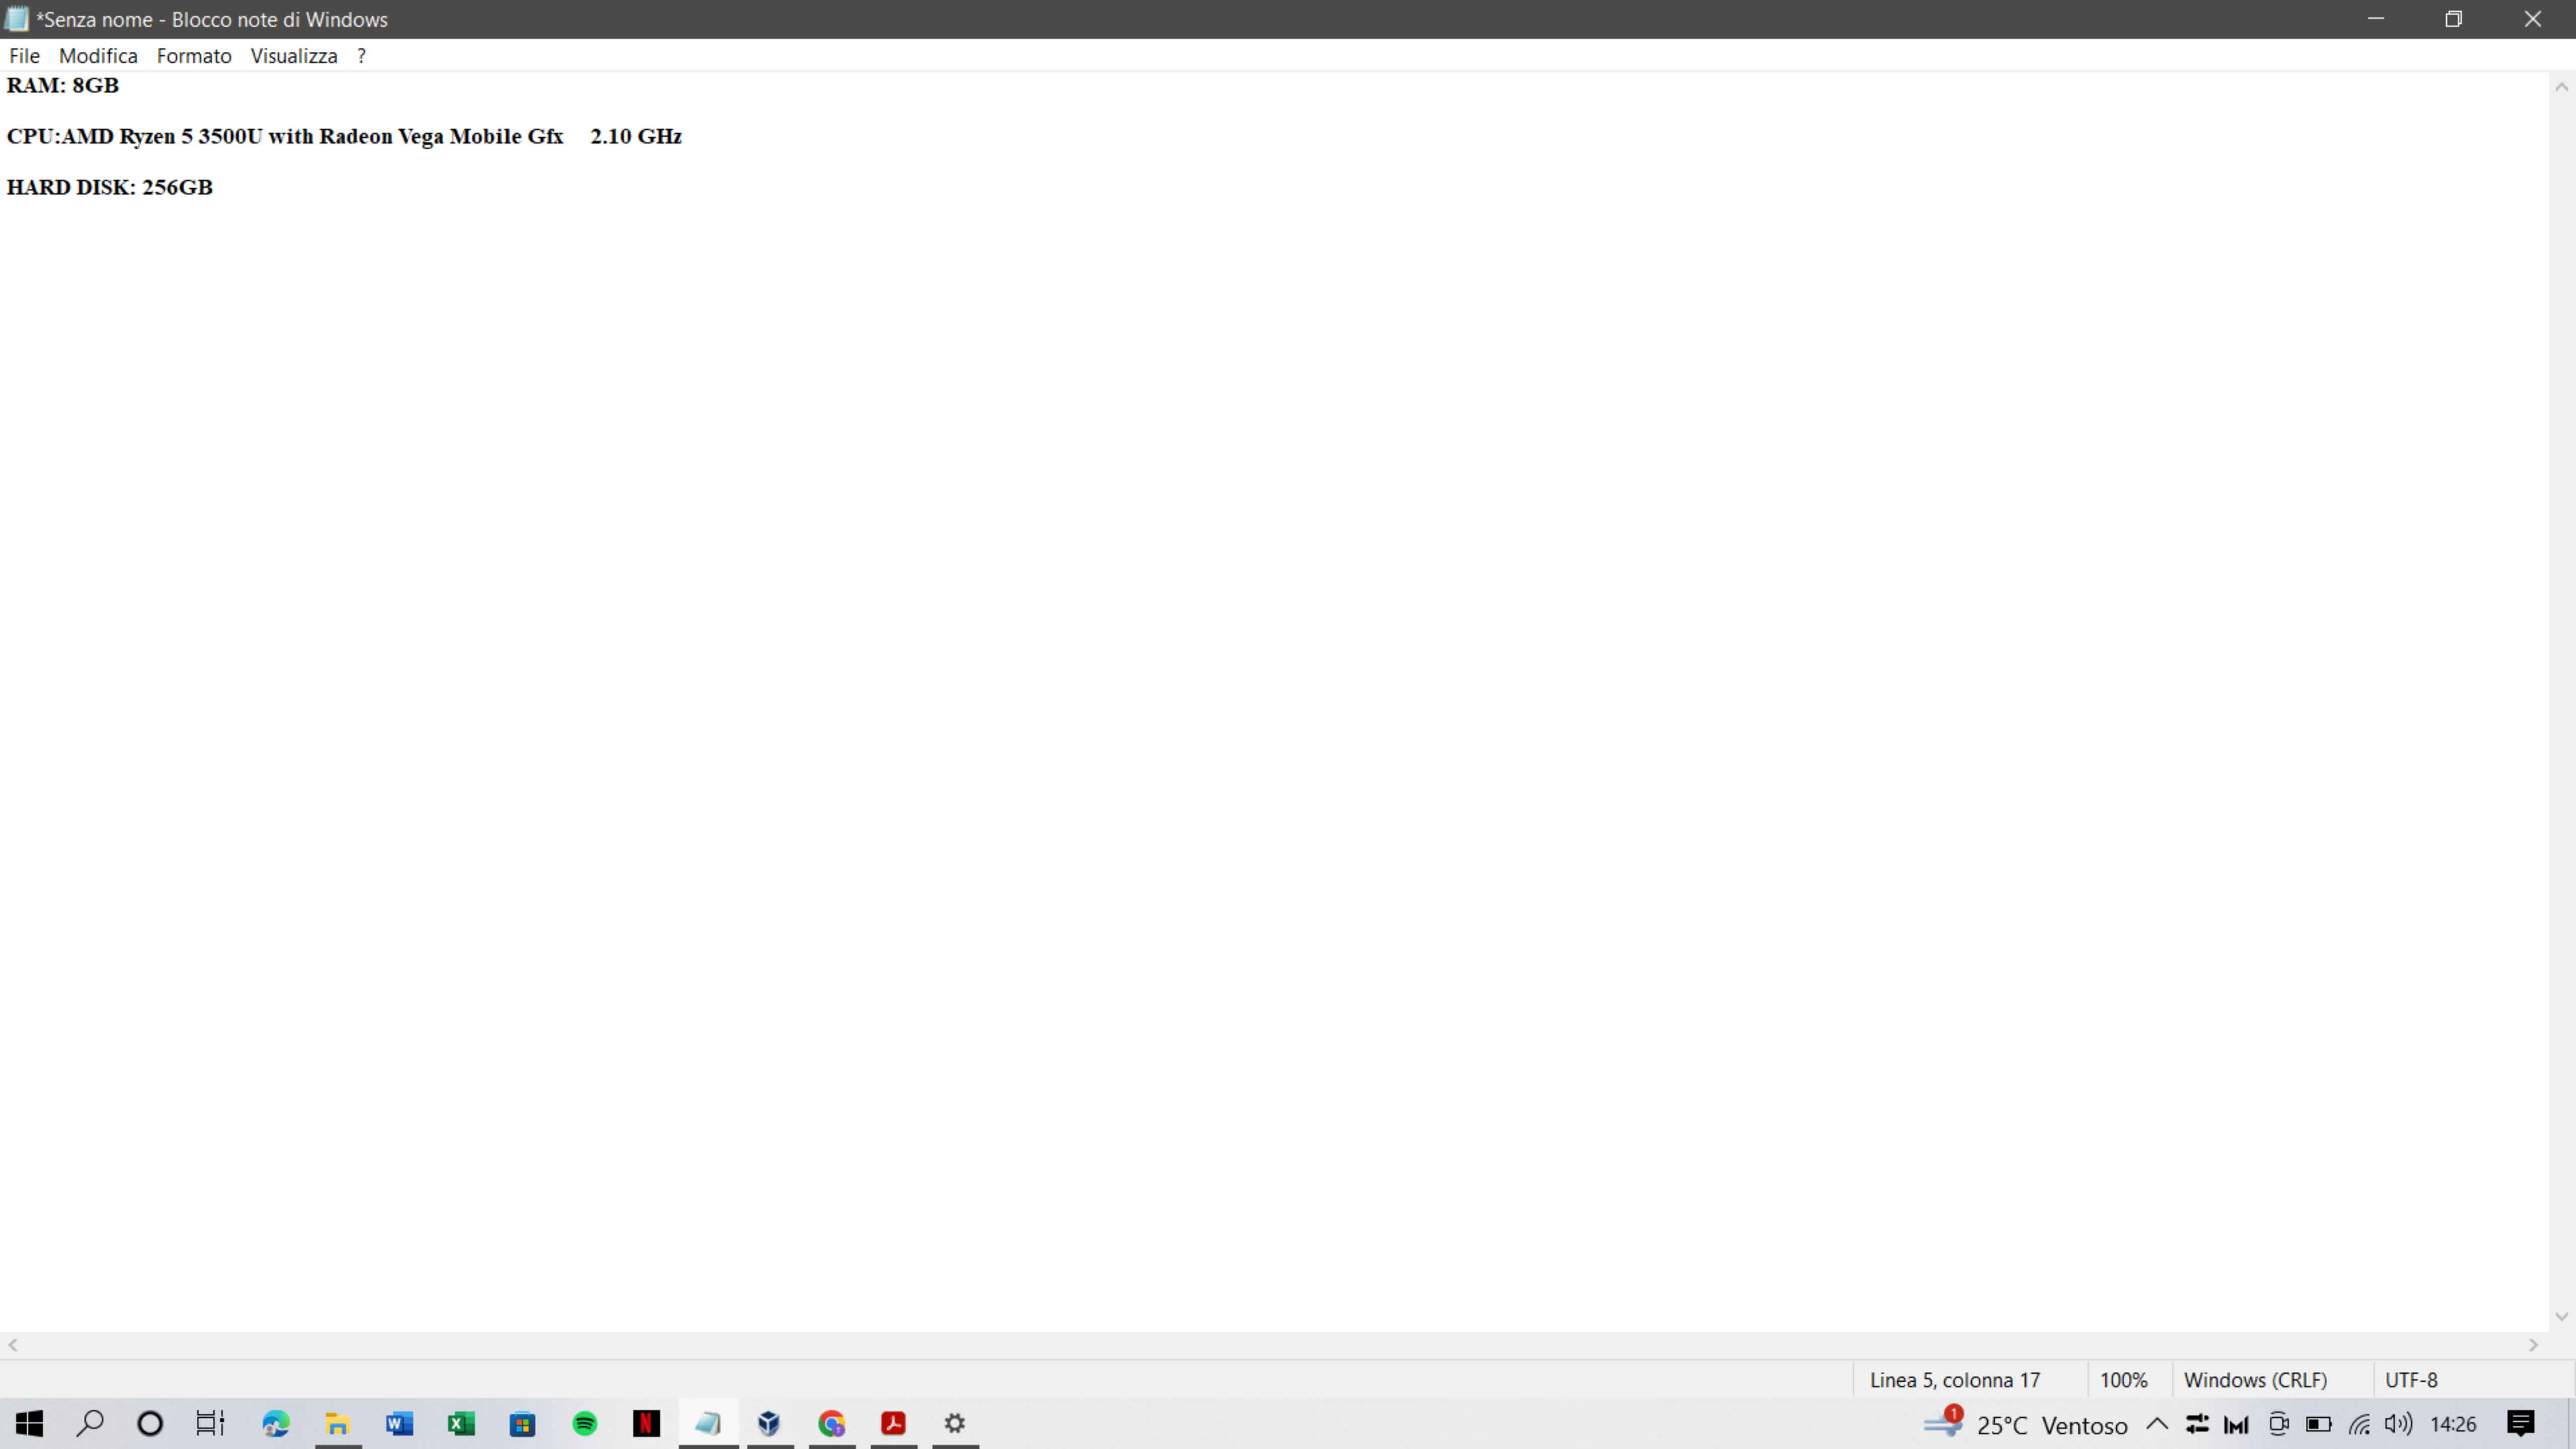 *Senza nome - Blocco note di Windows
File Modifica Formato Visualizza ?
RAM: 8GB
CPU:AMD Ryzen 5 3500U with Radeon Vega Mobile Gfx 2.10 GHz
HARD DISK: 256GB
Linea 5, colonna 17 100% Windows (CRLF) UTF-8
1 25°C Ventoso 14:26